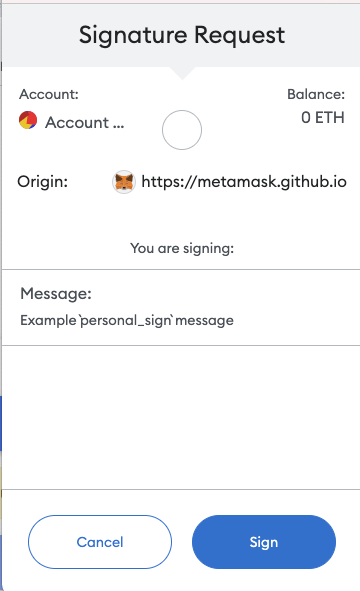 Signature Request
Account:
Balance:
Account ...
0 ETH
Origin:
https://metamask.github.io
You are signing:
Message:
Example `personal_sign` message
Cancel
Sign